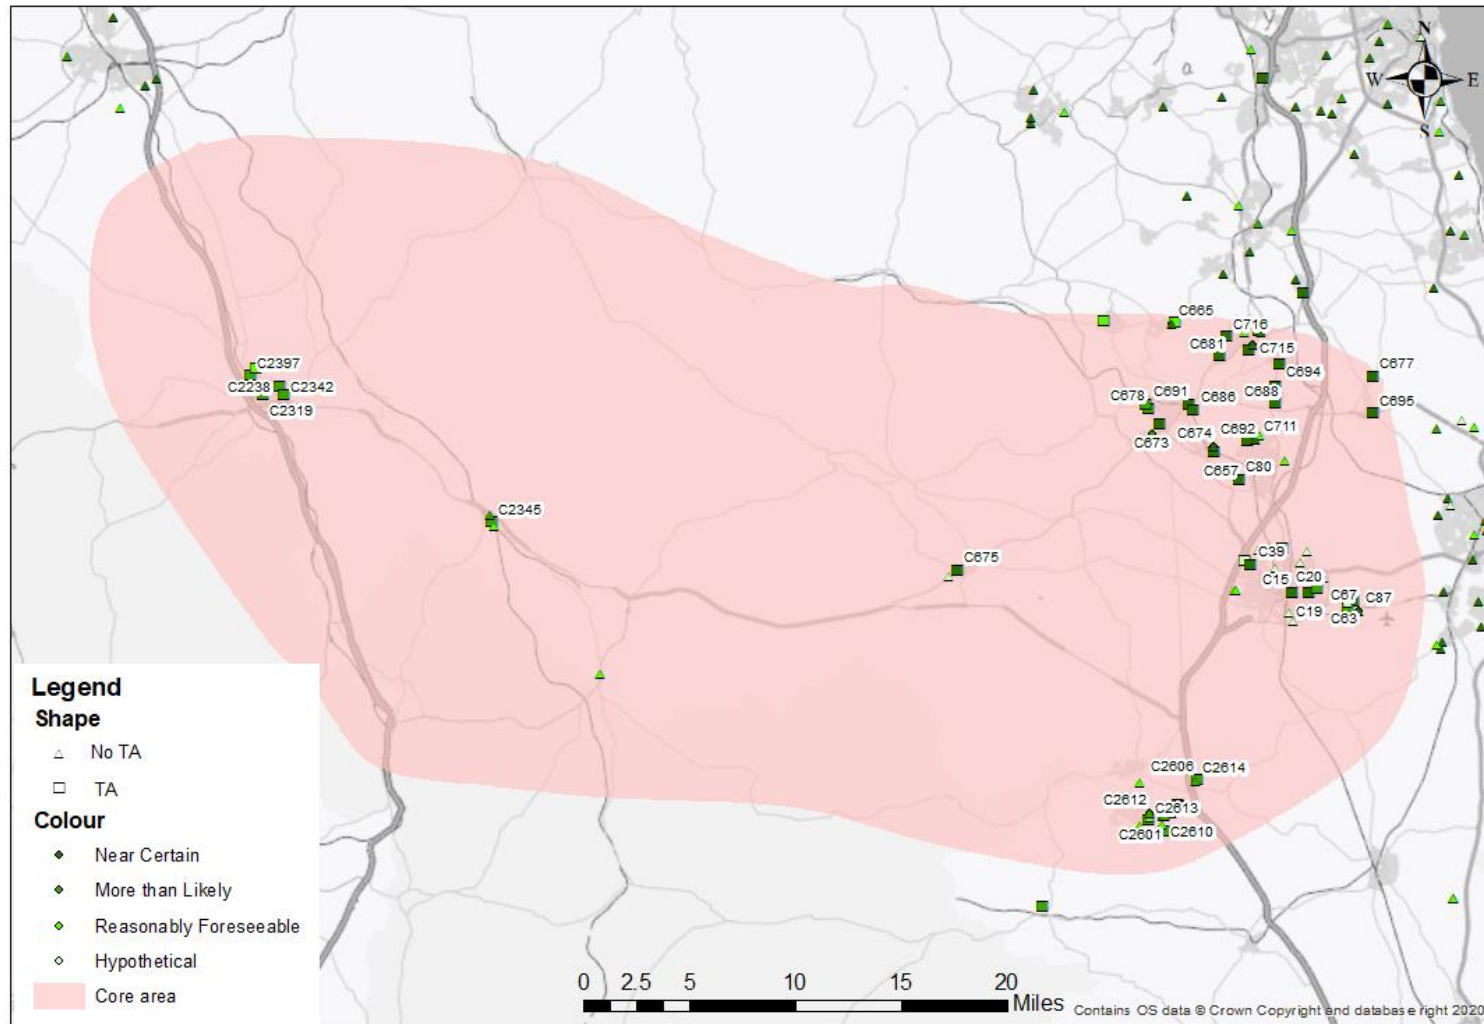 N
W E
S
y
a
C665
C716
C681
C715
C694
C677
C678
C691
C686
C688
C695
C673
C674
C692
C711
C657
C80
C2397
C2238
C2342
C2319
C2345
C675
C39
C15
C20
C19
C67
C87
C63
C2606
C2614
C2612
C2613
C2601
C2610
Legend
Shape
No TA
TA
Colour
Near Certain
More than Likely
Reasonably Foreseeable
Hypothetical
Core area
0 2.5 5 10 15 20
Miles
Contains OS data © Crown Copyright and database right 2020